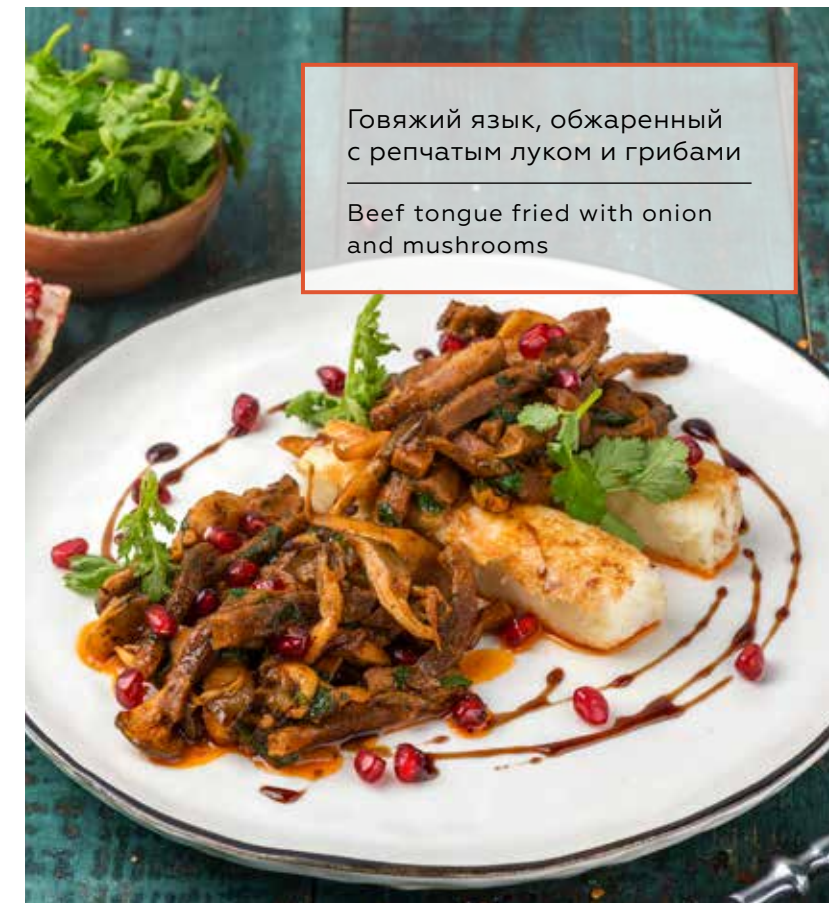 Говяжий язык, обжаренный
с репчатым луком и грибами
Beef tongue fried with onion
and mushrooms